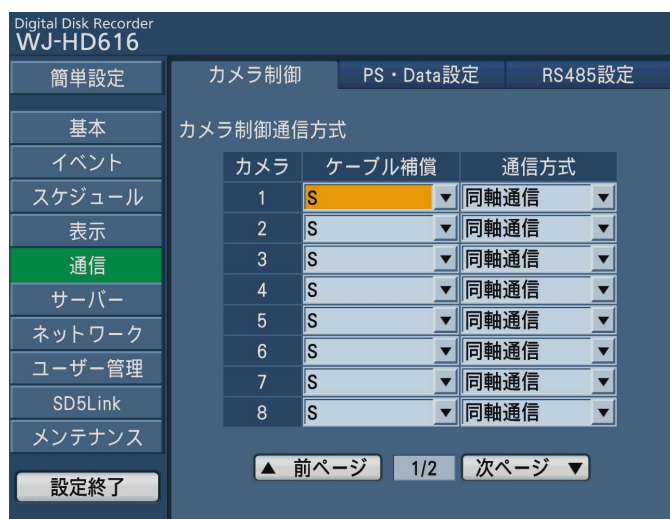 Digital Disk Recorder
WJ-HD616
簡単設定
基本
イベント
スケジュール
表示
通信
サーバー
ネットワーク
ユーザー管理
SD5Link
メンテナンス
設定終了
カメラ制御 PS・Data設定 RS485設定
カメラ制御通信方式
カメラ ケーブル補償 通信方式
1 S ▼ 同軸通信 ▼
2 S ▼ 同軸通信 ▼
3 S ▼ 同軸通信 ▼
4 S ▼ 同軸通信 ▼
5 S ▼ 同軸通信 ▼
6 S ▼ 同軸通信 ▼
7 S ▼ 同軸通信 ▼
8 S ▼ 同軸通信 ▼
▲ 前ページ 1/2 次ページ ▼